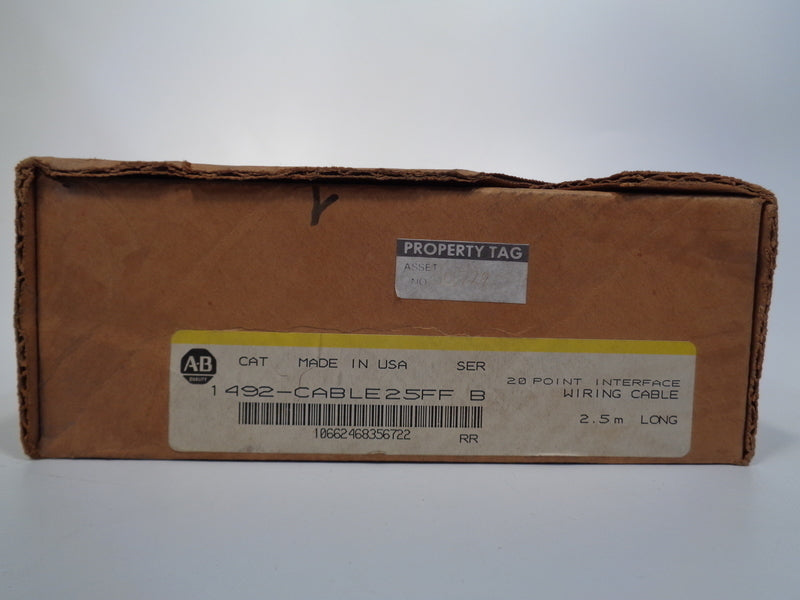 Y
PROPERTY TAG
ASSET
NO.
A-B
QUALITY
CAT MADE IN USA SER
1492-CABLE25FF B
20 POINT INTERFACE
WIRING CABLE
10662468356722
RR
2.5m LONG